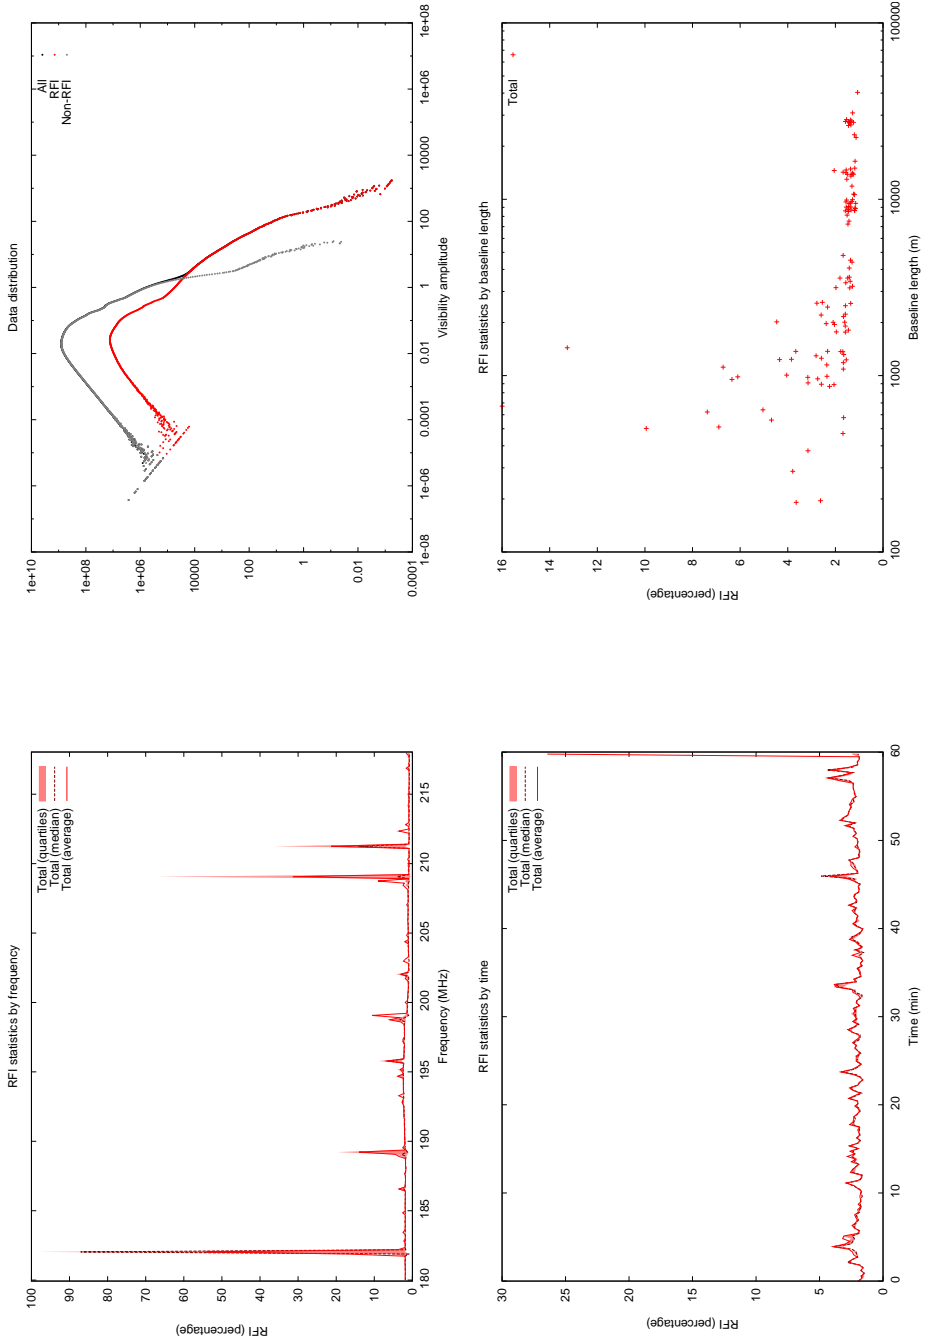 RFI statistics by frequency
Total (quartiles)
Total (median)
Total (average)
RFI (percentage)
100
90
80
70
60
50
40
30
20
10
0
180 185 190 195 200 205 210 215
Frequency (MHz)
Data distribution
All
RFI
Non-RFI
1e+10
1e+08
1e+06
10000
100
1
0.01
0.0001
1e-08 1e-06 0.0001 0.01 1 100 10000 1e+06 1e+08
Visibility amplitude
RFI statistics by time
Total (quartiles)
Total (median)
Total (average)
RFI (percentage)
30
25
20
15
10
5
0
0 10 20 30 40 50 60
Time (min)
RFI statistics by baseline length
Total
RFI (percentage)
16
14
12
10
8
6
4
2
0
100 1000 10000 100000
Baseline length (m)